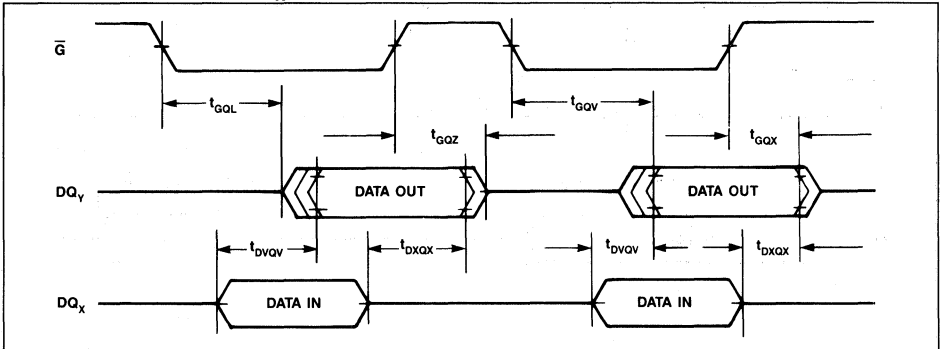 G̅
tGQL
tGQV
tGQZ
tGQX
DQY
DATA OUT
DATA OUT
tDVQV
tDXQX
tDVQV
tDXQX
DQX
DATA IN
DATA IN